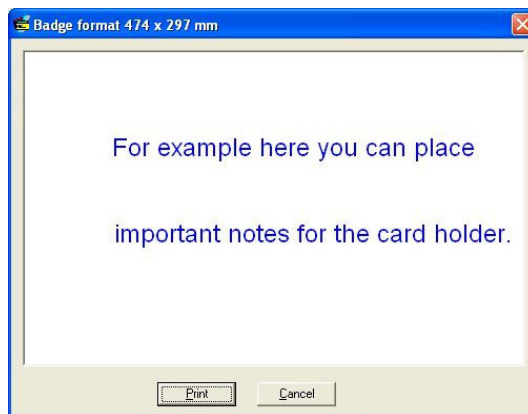 Badge format 474 x 297 mm
For example here you can place
important notes for the card holder.
Print
Cancel